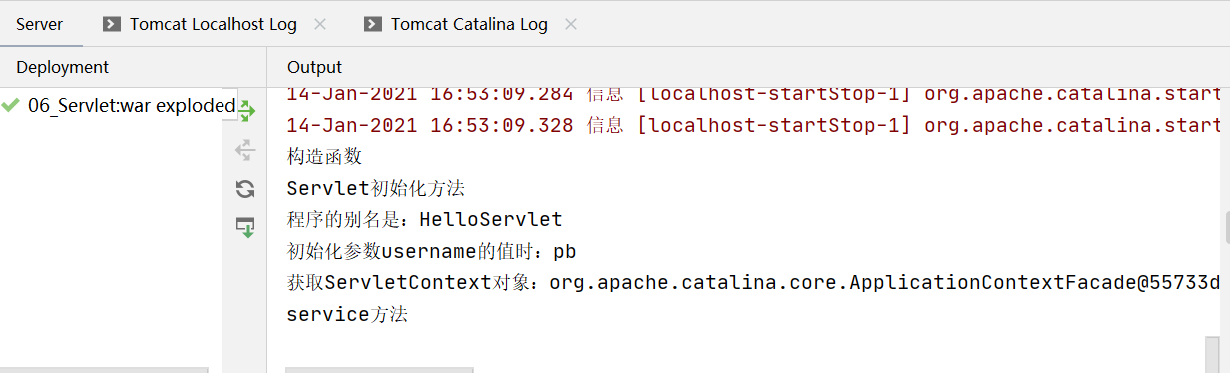 Server
Tomcat Localhost Log
Tomcat Catalina Log
Deployment
Output
06_Servlet:war exploded
14-Jan-2021 16:53:09.284 信息 [localhost-startStop-1] org.apache.catalina.start
14-Jan-2021 16:53:09.328 信息 [localhost-startStop-1] org.apache.catalina.start
构造函数
Servlet初始化方法
程序的别名是：HelloServlet
初始化参数username的值时：pb
获取ServletContext对象：org.apache.catalina.core.ApplicationContextFacade@55733d
service方法